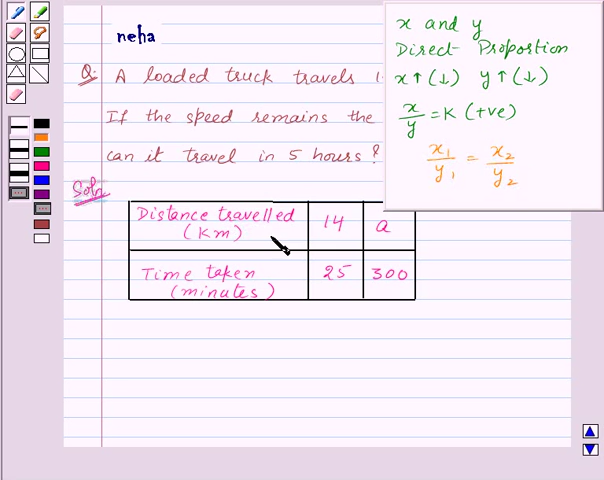 neha
Q. A loaded truck travels
If the speed remains the
can it travel in 5 hours?
Soln
Distance travelled (Km) 14 a
Time taken (minutes) 25 300
x and y
Direct Proportion
x↑(↓) y↑(↓)
x/y = K (+ve)
x₁/y₁ = x₂/y₂